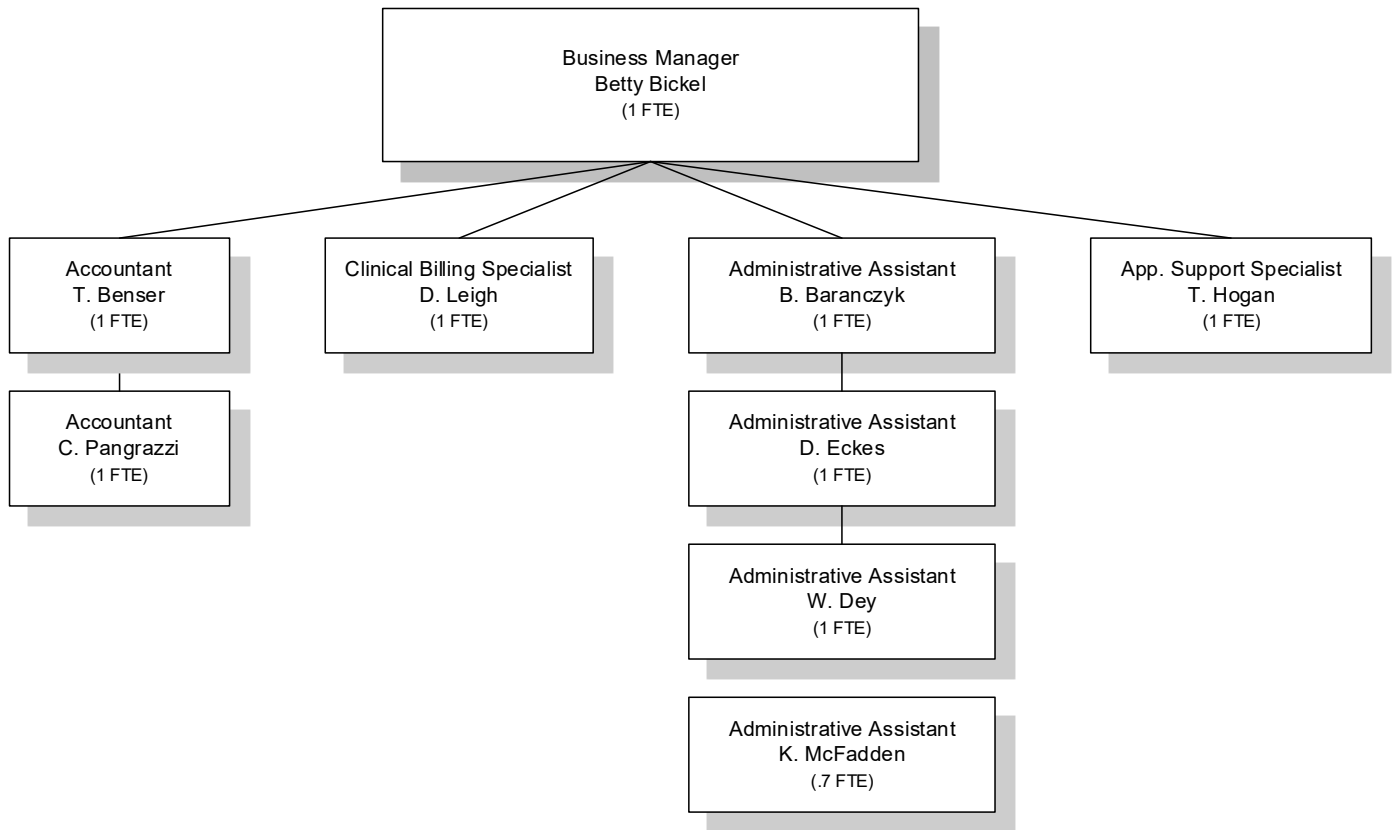 Business Manager
Betty Bickel
(1 FTE)
Accountant
T. Benser
(1 FTE)
Clinical Billing Specialist
D. Leigh
(1 FTE)
Administrative Assistant
B. Baranczyk
(1 FTE)
App. Support Specialist
T. Hogan
(1 FTE)
Accountant
C. Pangrazzi
(1 FTE)
Administrative Assistant
D. Eckes
(1 FTE)
Administrative Assistant
W. Dey
(1 FTE)
Administrative Assistant
K. McFadden
(.7 FTE)